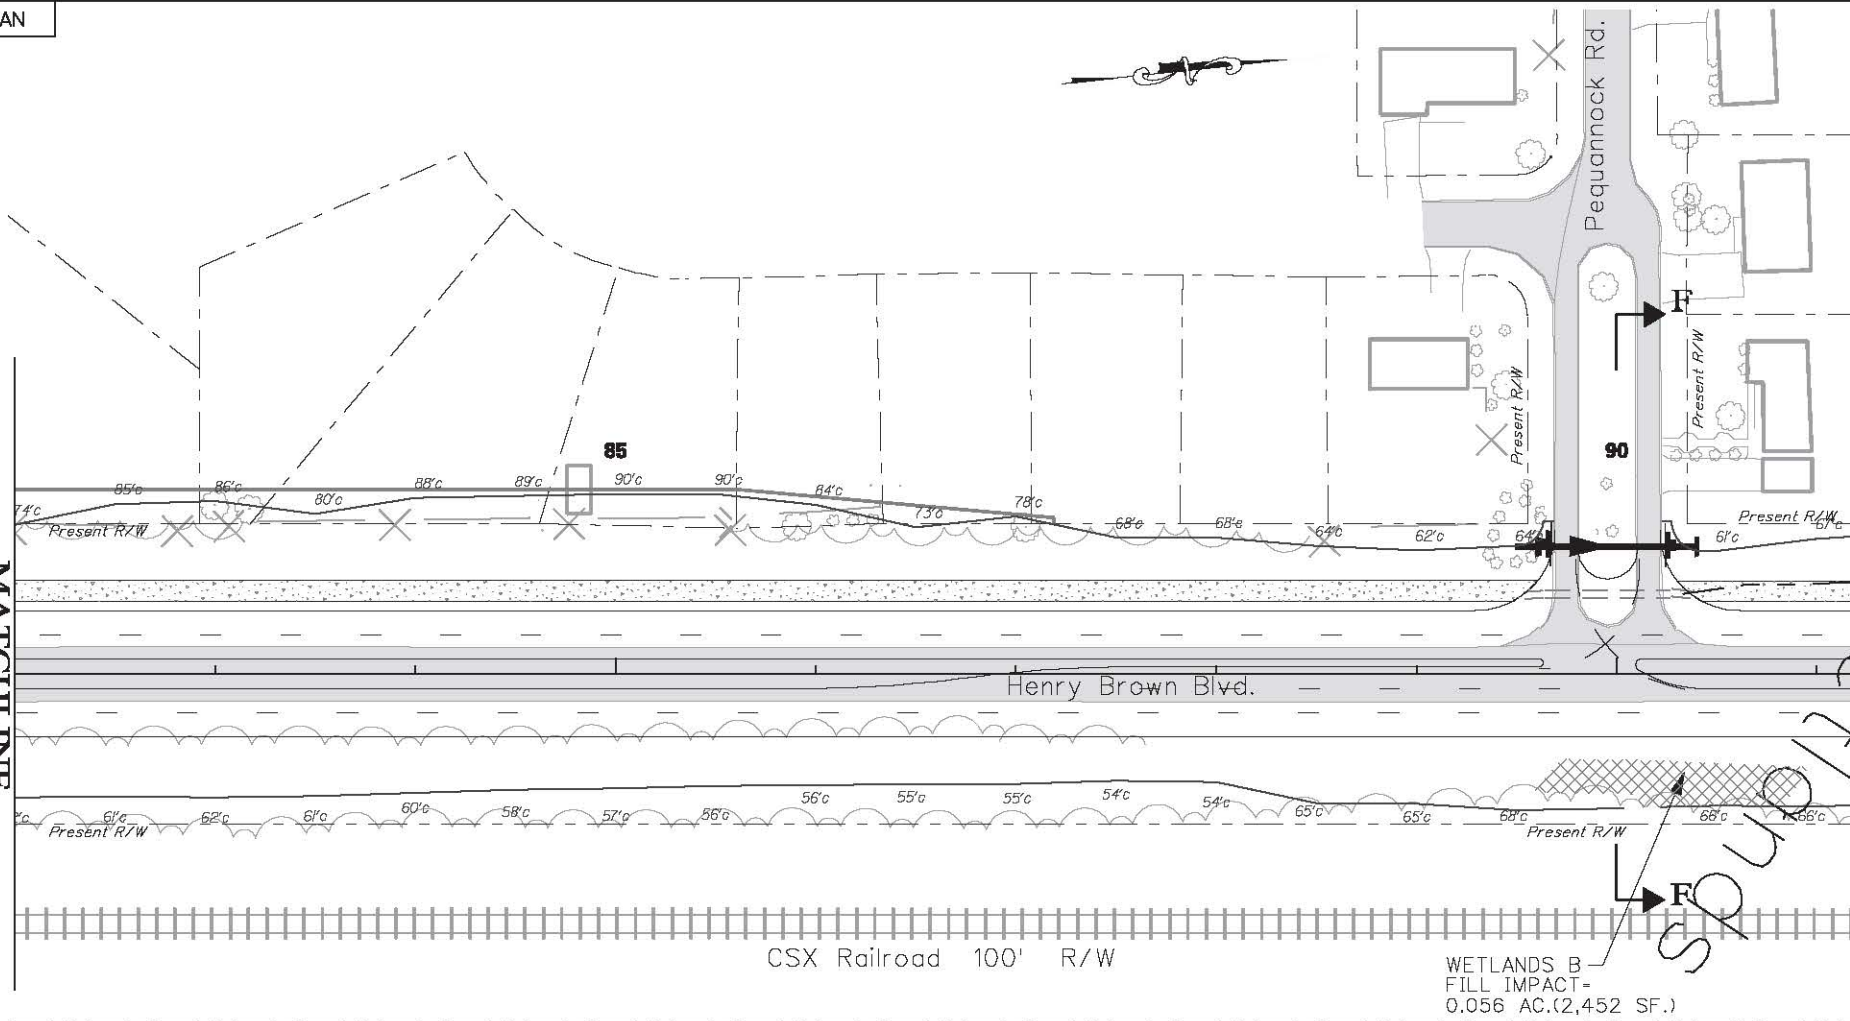 AN
Pequannock Rd.
F
Present R/W
Present R/W
85
90
85'c
86'c
80'c
88'c
89'c
90'c
90'c
84'c
73'c
78'c
68'c
68'c
64'c
62'c
64'c
61'c
74'c
Present R/W
Present R/W
MATCHLINE
Henry Brown Blvd.
61'c
62'c
61'c
60'c
58'c
57'c
56'c
56'c
55'c
55'c
54'c
54'c
65'c
65'c
68'c
66'c
66'c
Present R/W
Present R/W
F
CSX Railroad 100' R/W
WETLANDS B
FILL IMPACT=
0.056 AC.(2,452 SF.)